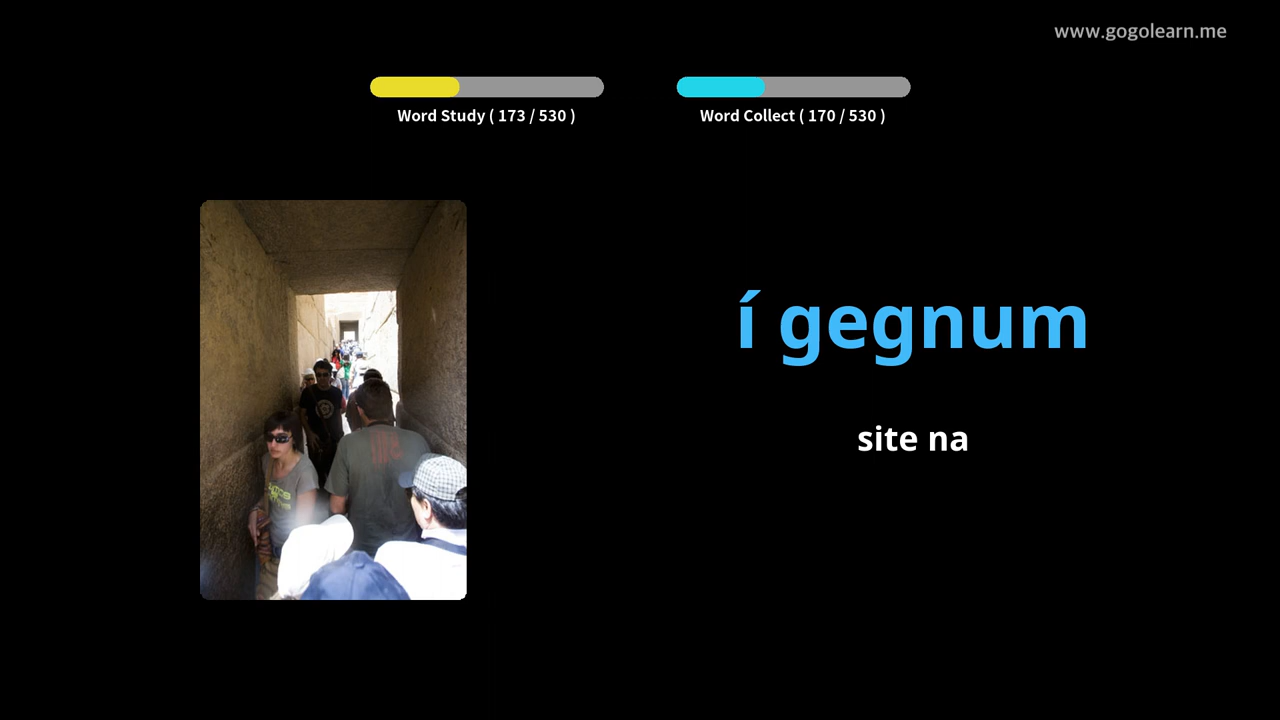 www.gogolearn.me
Word Study ( 173 / 530 )
Word Collect ( 170 / 530 )
í gegnum
site na